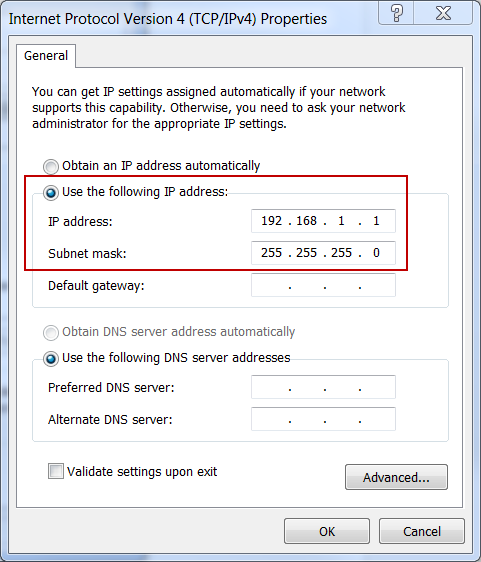 Internet Protocol Version 4 (TCP/IPv4) Properties
General
You can get IP settings assigned automatically if your network
supports this capability. Otherwise, you need to ask your network
administrator for the appropriate IP settings.
Obtain an IP address automatically
Use the following IP address:
IP address: 192 . 168 . 1 . 1
Subnet mask: 255 . 255 . 255 . 0
Default gateway: . . .
Obtain DNS server address automatically
Use the following DNS server addresses
Preferred DNS server: . . .
Alternate DNS server: . . .
Validate settings upon exit
Advanced...
OK Cancel